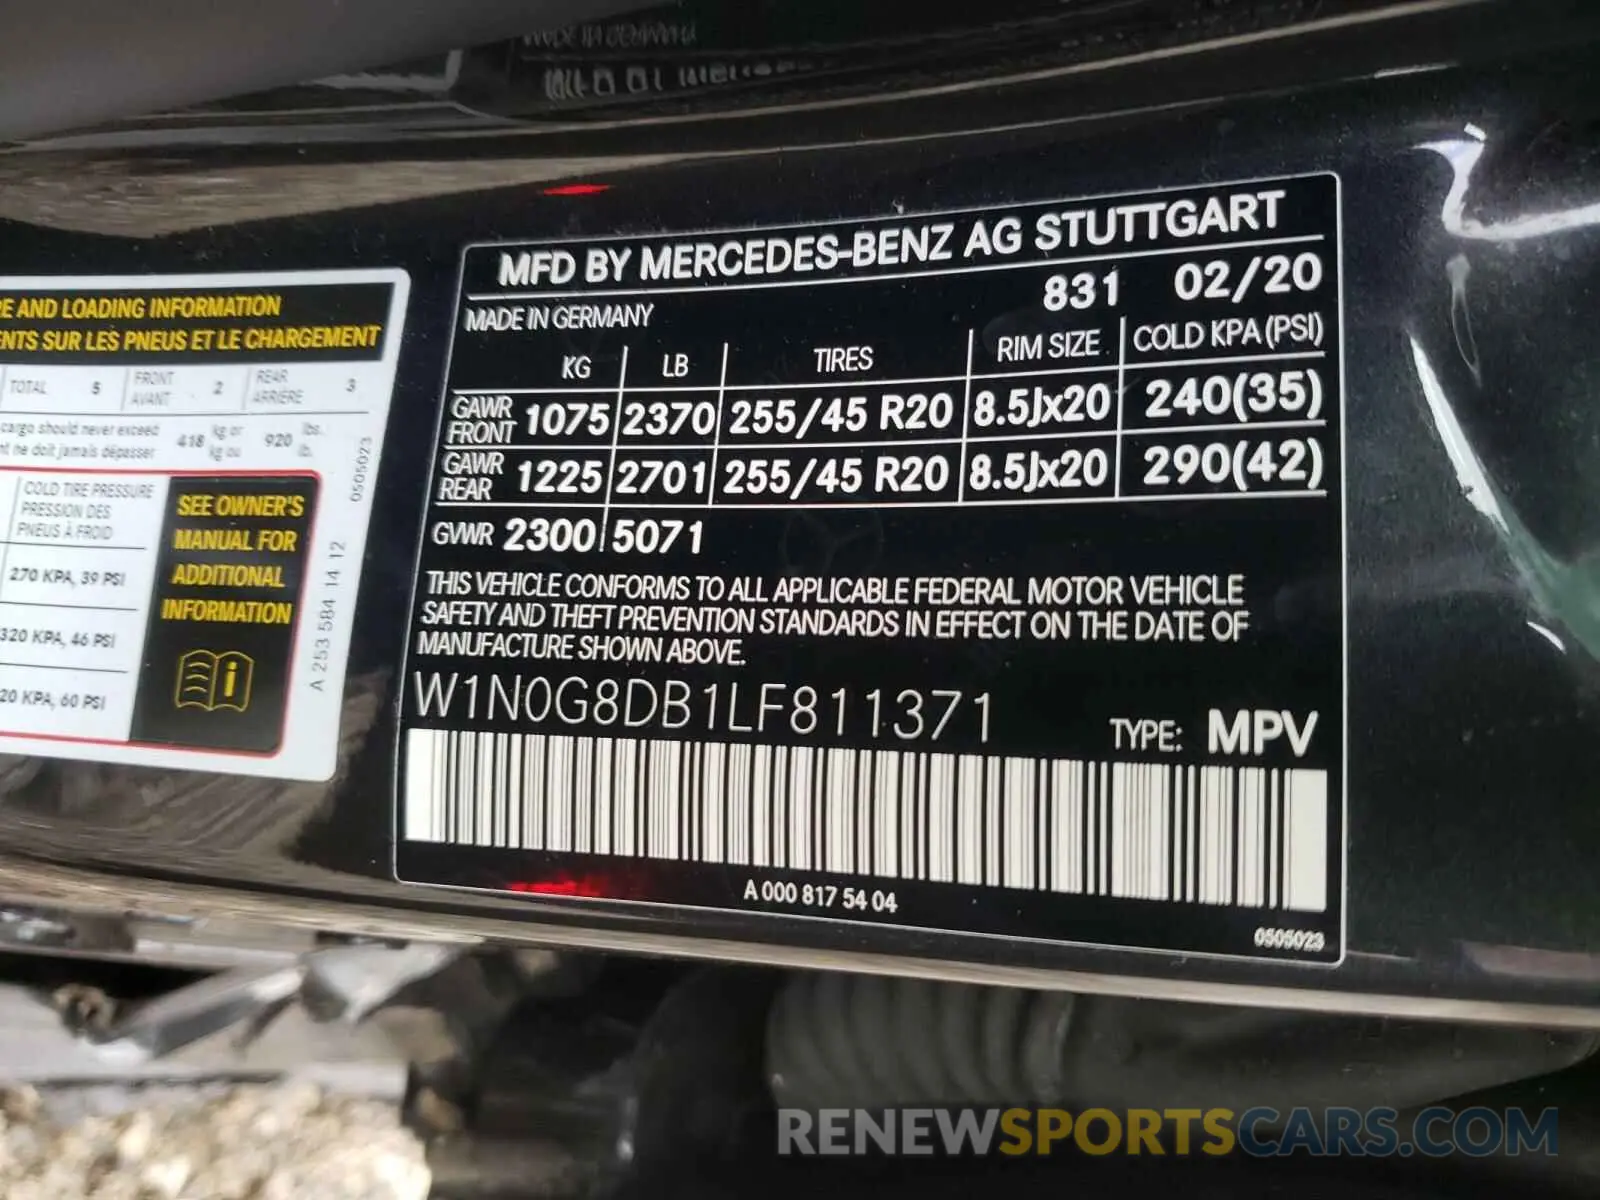 RE AND LOADING INFORMATION
ENTS SUR LES PNEUS ET LE CHARGEMENT
TOTAL 5 FRONT AVANT 2 REAR ARRIÈRE 3
cargo should never exceed 418 kg or 920 lbs.
nt ne doit jamais dépasser kg ou lb.
COLD TIRE PRESSURE
PRESSION DES
PNEUS À FROID
270 KPA, 39 PSI
320 KPA, 46 PSI
20 KPA, 60 PSI
SEE OWNER'S
MANUAL FOR
ADDITIONAL
INFORMATION
0505023
A 253 584 14 12
MFD BY MERCEDES-BENZ AG STUTTGART
MADE IN GERMANY 831 02/20
KG LB TIRES RIM SIZE COLD KPA (PSI)
GAWR FRONT 1075 2370 255/45 R20 8.5Jx20 240(35)
GAWR REAR 1225 2701 255/45 R20 8.5Jx20 290(42)
GVWR 2300 5071
THIS VEHICLE CONFORMS TO ALL APPLICABLE FEDERAL MOTOR VEHICLE
SAFETY AND THEFT PREVENTION STANDARDS IN EFFECT ON THE DATE OF
MANUFACTURE SHOWN ABOVE.
W1N0G8DB1LF811371 TYPE: MPV
A 000 817 54 04
0505023
RENEWSPORTSCARS.COM